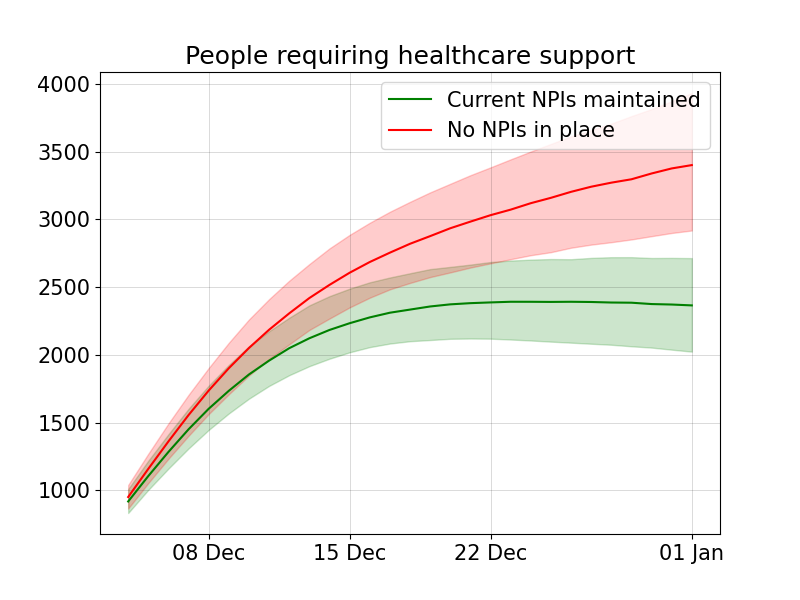 People requiring healthcare support
4000
3500
3000
2500
2000
1500
1000
Current NPIs maintained
No NPIs in place
08 Dec
15 Dec
22 Dec
01 Jan